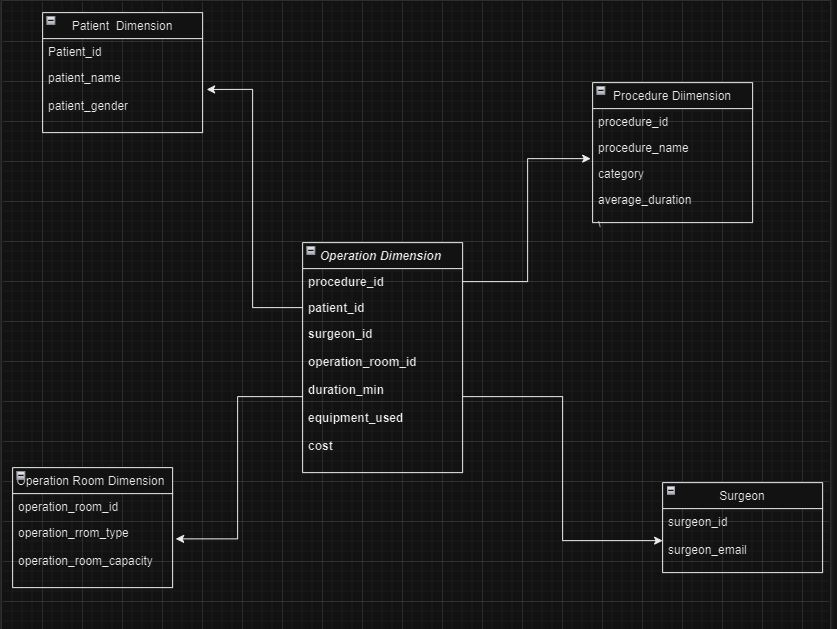 Patient Dimension
Patient_id
patient_name
patient_gender
Procedure Diimension
procedure_id
procedure_name
category
average_duration
\
Operation Dimension
procedure_id
patient_id
surgeon_id
operation_room_id
duration_min
equipment_used
cost
Operation Room Dimension
operation_room_id
operation_rrom_type
operation_room_capacity
Surgeon
surgeon_id
surgeon_email